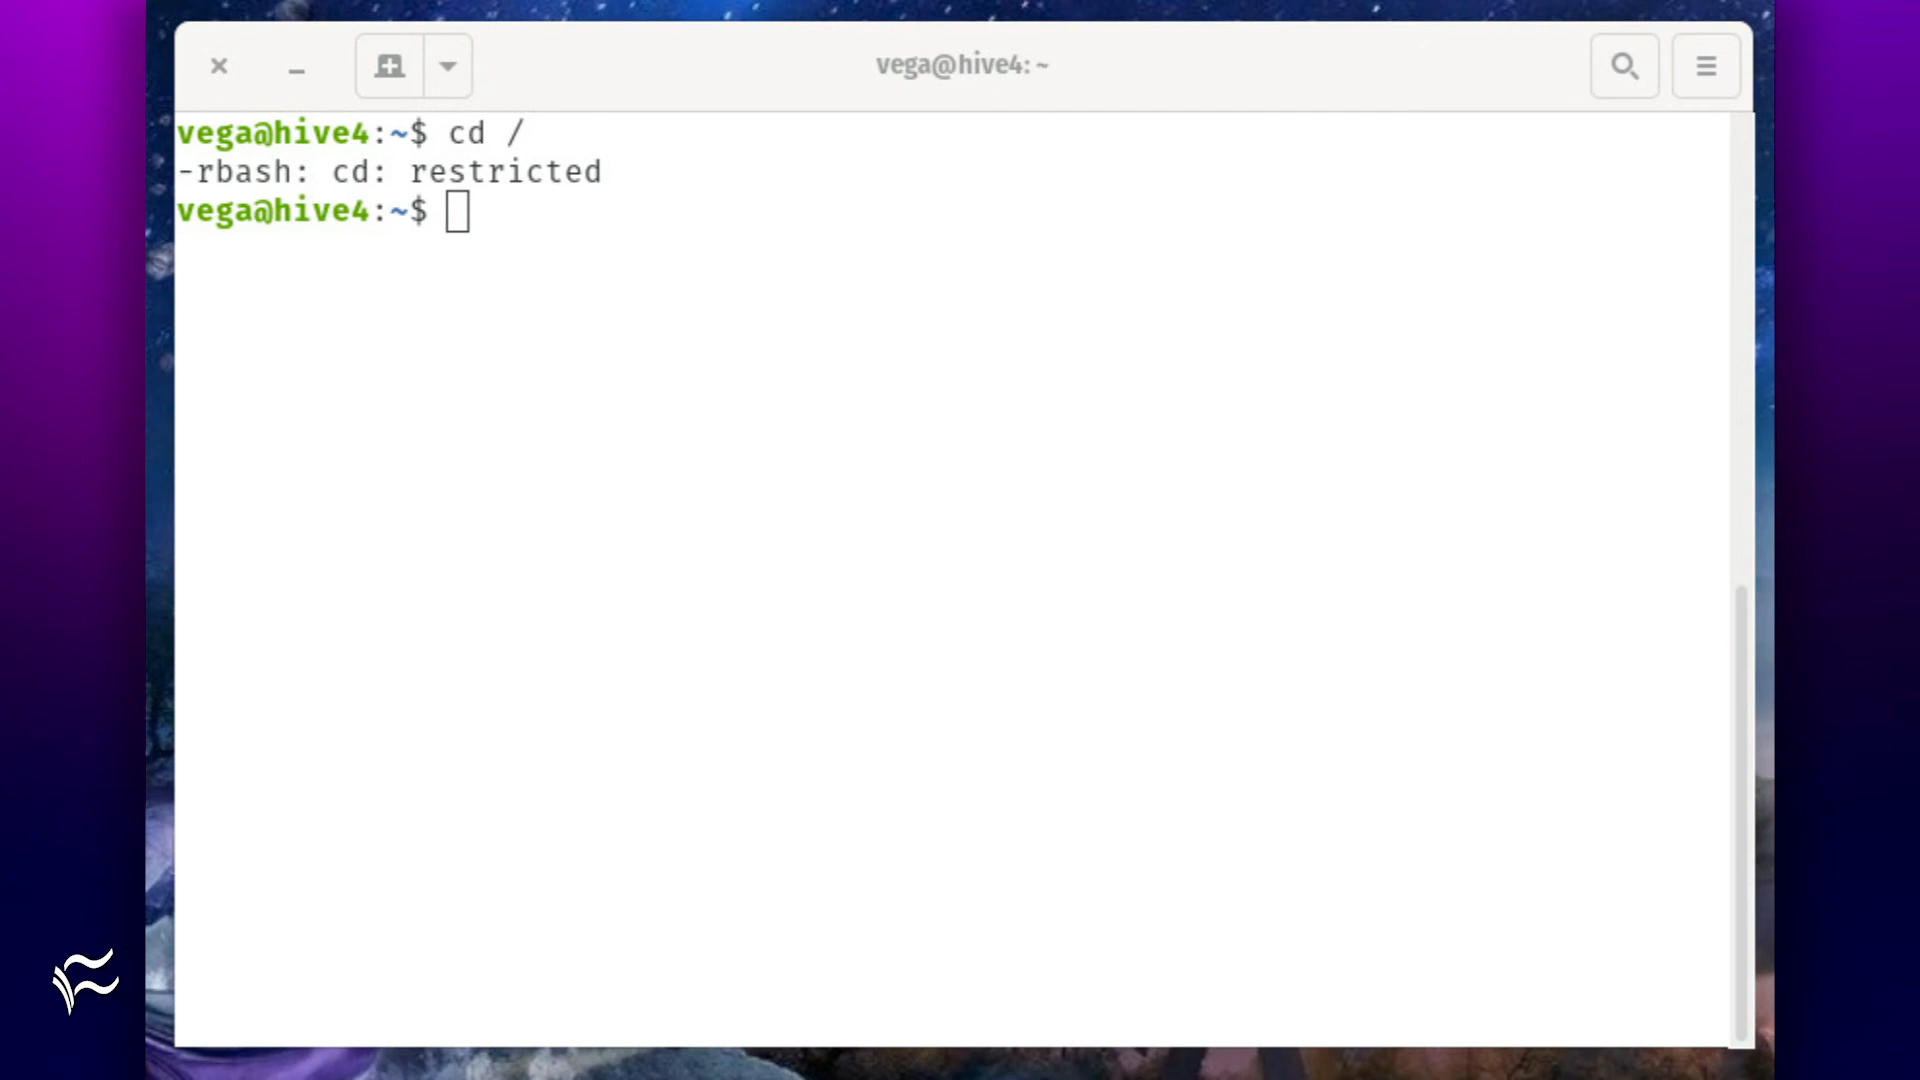 vega@hive4: ~
vega@hive4:~$ cd /
-rbash: cd: restricted
vega@hive4:~$